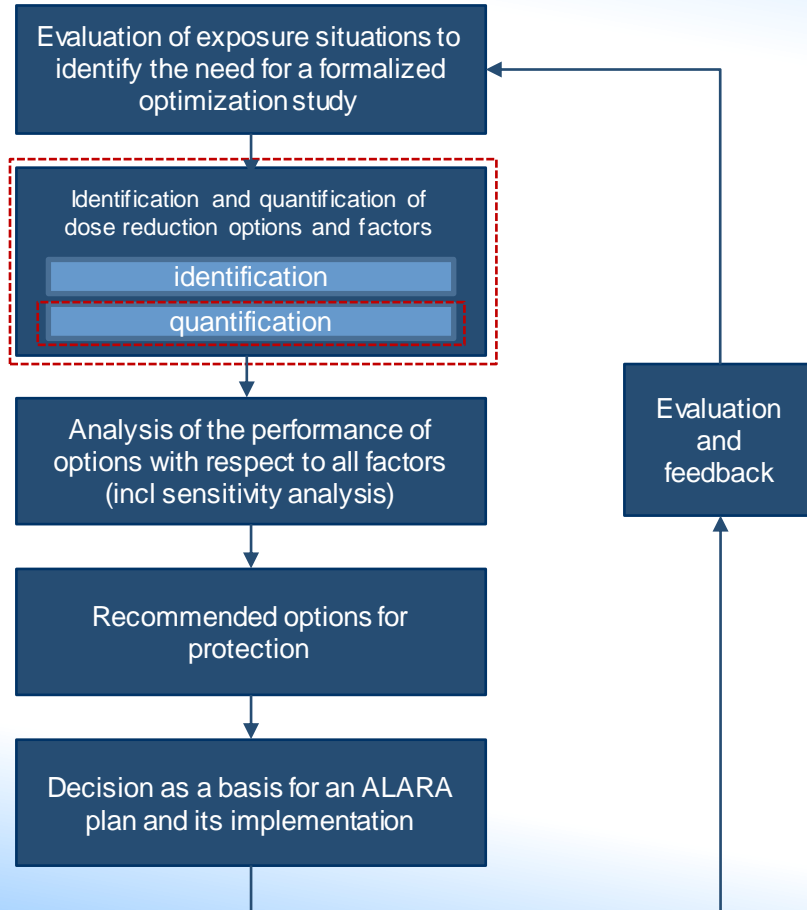 Evaluation of exposure situations to
identify the need for a formalized
optimization study
Identification and quantification of
dose reduction options and factors
identification
quantification
Analysis of the performance of
options with respect to all factors
(incl sensitivity analysis)
Recommended options for
protection
Decision as a basis for an ALARA
plan and its implementation
Evaluation
and
feedback